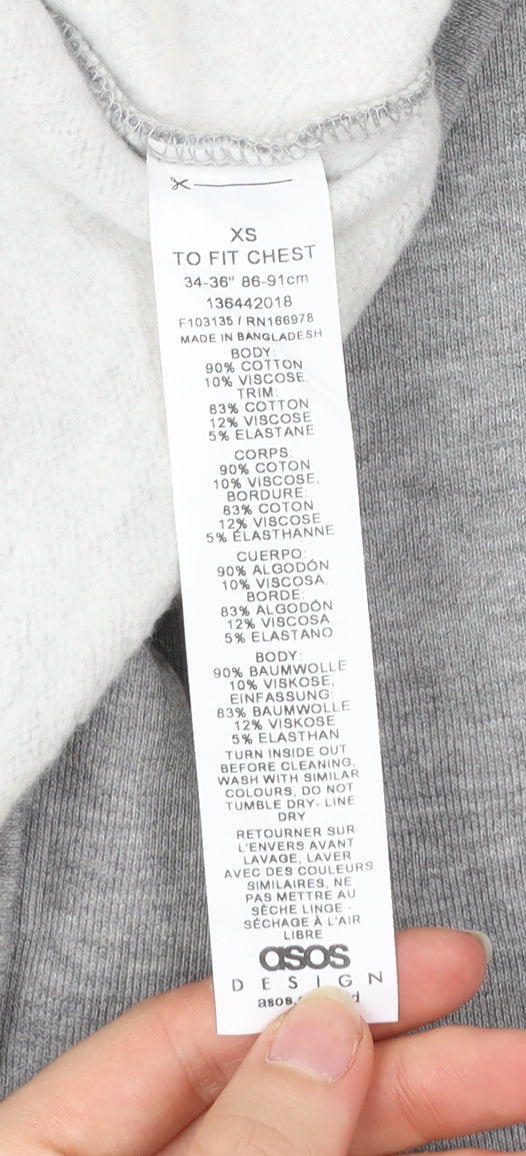 XS
TO FIT CHEST
34-36" 86-91cm
136442018
F103135 / RN166978
MADE IN BANGLADESH
BODY:
90% COTTON
10% VISCOSE,
TRIM:
83% COTTON
12% VISCOSE
5% ELASTANE
CORPS:
90% COTON
10% VISCOSE,
BORDURE:
83% COTON
12% VISCOSE
5% ÉLASTHANNE
CUERPO:
90% ALGODÓN
10% VISCOSA,
BORDE:
83% ALGODÓN
12% VISCOSA
5% ELASTANO
BODY:
90% BAUMWOLLE
10% VISKOSE,
EINFASSUNG:
83% BAUMWOLLE
12% VISKOSE
5% ELASTHAN
TURN INSIDE OUT
BEFORE CLEANING,
WASH WITH SIMILAR
COLOURS, DO NOT
TUMBLE DRY- LINE
DRY
RETOURNER SUR
L'ENVERS AVANT
LAVAGE, LAVER
AVEC DES COULEURS
SIMILAIRES, NE
PAS METTRE AU
SÈCHE LINGE -
SÉCHAGE À L'AIR
LIBRE
asos
DESIGN